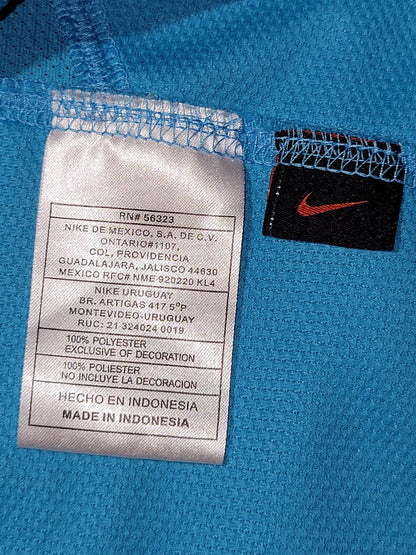 RN# 56323
NIKE DE MEXICO, S.A. DE C.V.
ONTARIO#1107,
COL, PROVIDENCIA
GUADALAJARA, JALISCO 44630
MEXICO RFC# NME 920220 KL4
NIKE URUGUAY
BR. ARTIGAS 417 5ºP
MONTEVIDEO-URUGUAY
RUC: 21 324024 0019
100% POLYESTER
EXCLUSIVE OF DECORATION
100% POLIESTER
NO INCLUYE LA DECORACION
HECHO EN INDONESIA
MADE IN INDONESIA